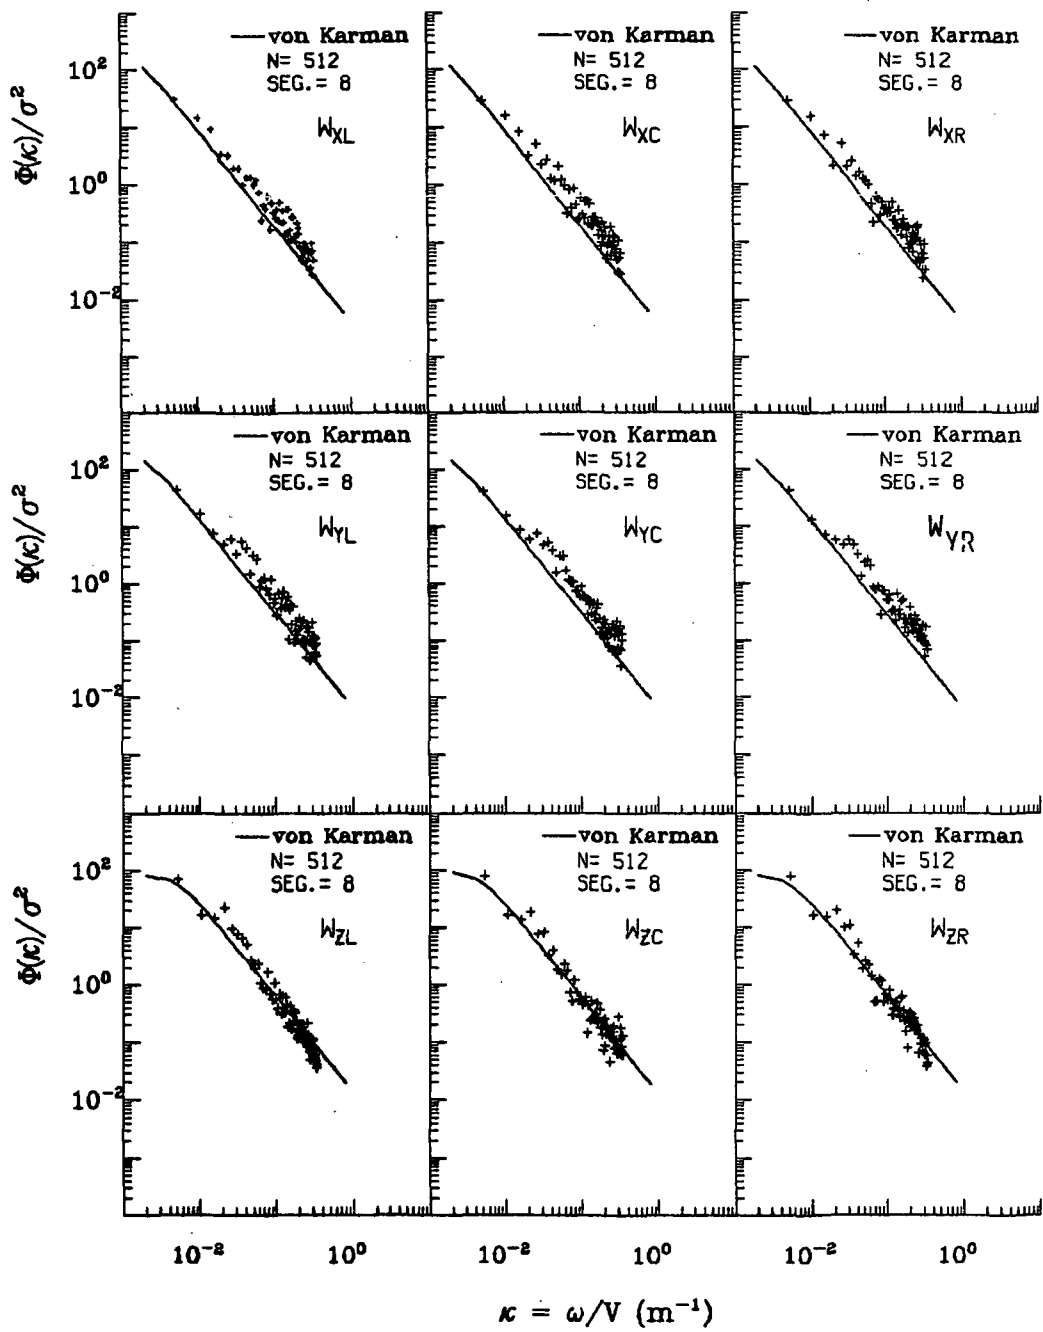 von Karman
N= 512
SEG.= 8
W_XL
von Karman
N= 512
SEG.= 8
W_XC
von Karman
N= 512
SEG.= 8
W_XR
Φ(κ)/σ²
10²
10⁰
10⁻²
von Karman
N= 512
SEG.= 8
W_YL
von Karman
N= 512
SEG.= 8
W_YC
von Karman
N= 512
SEG.= 8
W_YR
Φ(κ)/σ²
10²
10⁰
10⁻²
von Karman
N= 512
SEG.= 8
W_ZL
von Karman
N= 512
SEG.= 8
W_ZC
von Karman
N= 512
SEG.= 8
W_ZR
Φ(κ)/σ²
10²
10⁰
10⁻²
10⁻² 10⁰ 10⁻² 10⁰ 10⁻² 10⁰
κ = ω/V (m⁻¹)